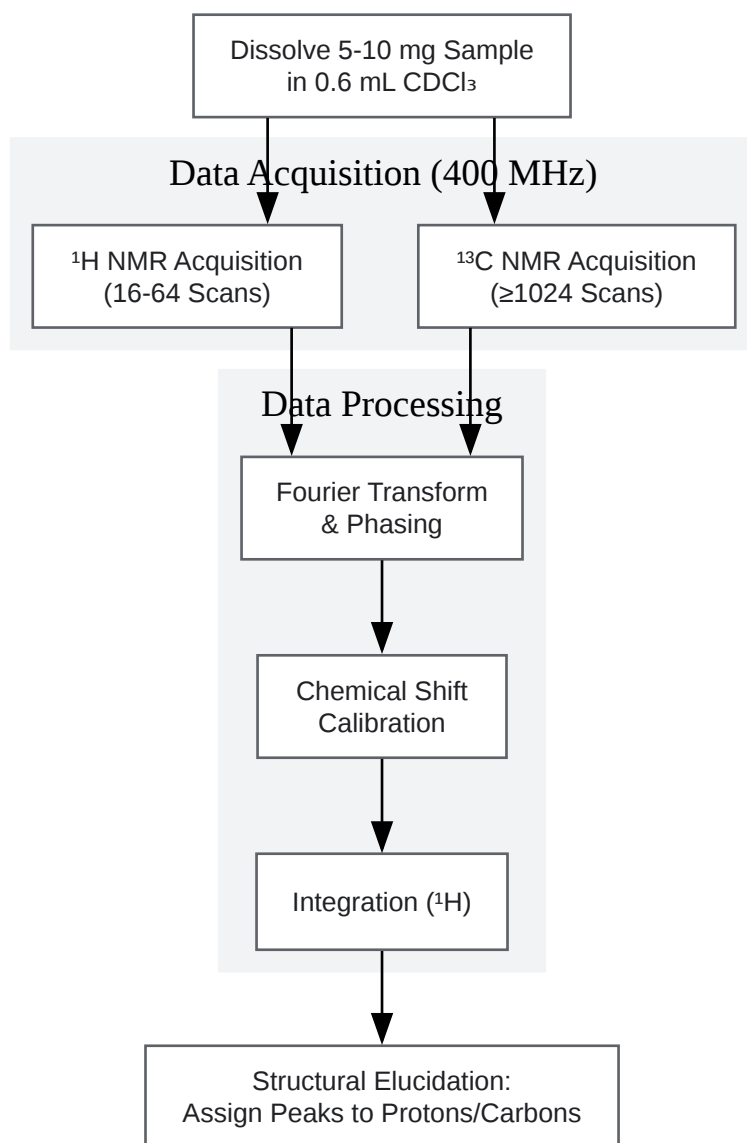 Dissolve 5-10 mg Sample
in 0.6 mL CDCl₃
Data Acquisition (400 MHz)
¹H NMR Acquisition
(16-64 Scans)
¹³C NMR Acquisition
(≥1024 Scans)
Data Processing
Fourier Transform
& Phasing
Chemical Shift
Calibration
Integration (¹H)
Structural Elucidation:
Assign Peaks to Protons/Carbons